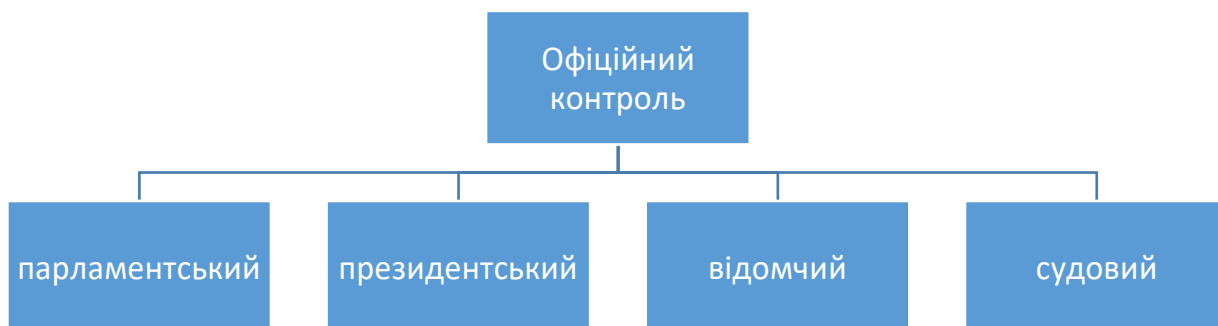 Офіційний
контроль
парламентський
президентський
відомчий
судовий